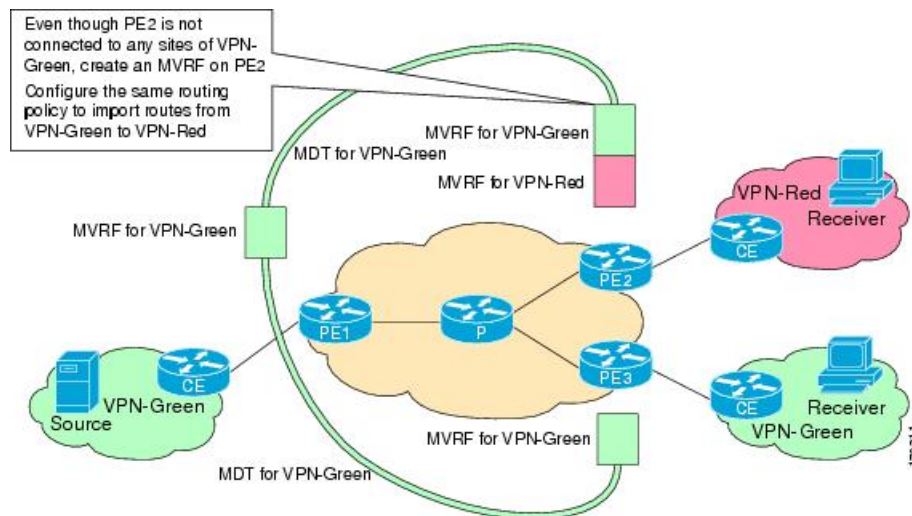 Even though PE2 is not
connected to any sites of VPN-
Green, create an MVRF on PE2
Configure the same routing
policy to import routes from
VPN-Green to VPN-Red
MVRF for VPN-Green
MDT for VPN-Green
MVRF for VPN-Red
VPN-Red
Receiver
CE
MVRF for VPN-Green
PE2
PE1
P
CE
VPN-Green
Source
PE3
CE
Receiver
VPN-Green
MVRF for VPN-Green
MDT for VPN-Green